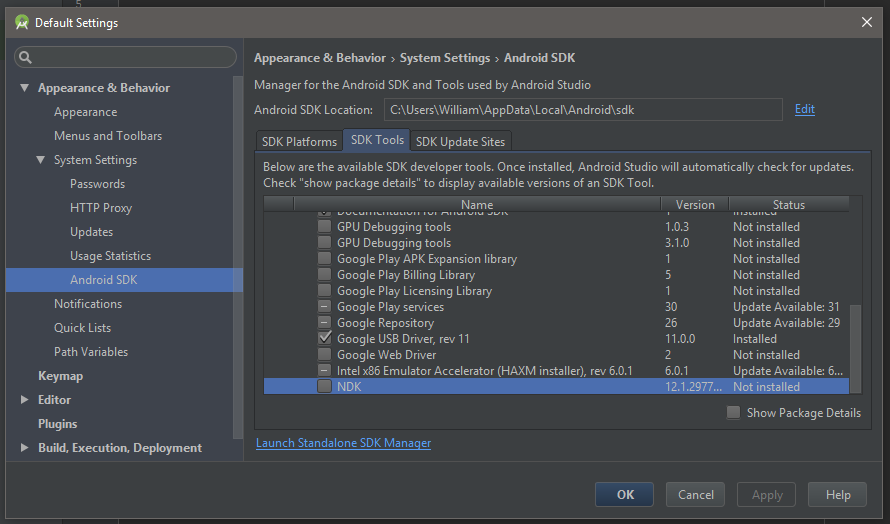 5
Default Settings
Appearance & Behavior
Appearance
Menus and Toolbars
System Settings
Passwords
HTTP Proxy
Updates
Usage Statistics
Android SDK
Notifications
Quick Lists
Path Variables
Keymap
Editor
Plugins
Build, Execution, Deployment
Appearance & Behavior › System Settings › Android SDK
Manager for the Android SDK and Tools used by Android Studio
Android SDK Location: C:\Users\William\AppData\Local\Android\sdk Edit
SDK Platforms SDK Tools SDK Update Sites
Below are the available SDK developer tools. Once installed, Android Studio will automatically check for updates.
Check "show package details" to display available versions of an SDK Tool.
Name Version Status
Documentation for Android SDK 1 Installed
GPU Debugging tools 1.0.3 Not installed
GPU Debugging tools 3.1.0 Not installed
Google Play APK Expansion library 1 Not installed
Google Play Billing Library 5 Not installed
Google Play Licensing Library 1 Not installed
Google Play services 30 Update Available: 31
Google Repository 26 Update Available: 29
Google USB Driver, rev 11 11.0.0 Installed
Google Web Driver 2 Not installed
Intel x86 Emulator Accelerator (HAXM installer), rev 6.0.1 6.0.1 Update Available: 6...
NDK 12.1.2977... Not installed
Show Package Details
Launch Standalone SDK Manager
OK Cancel Apply Help